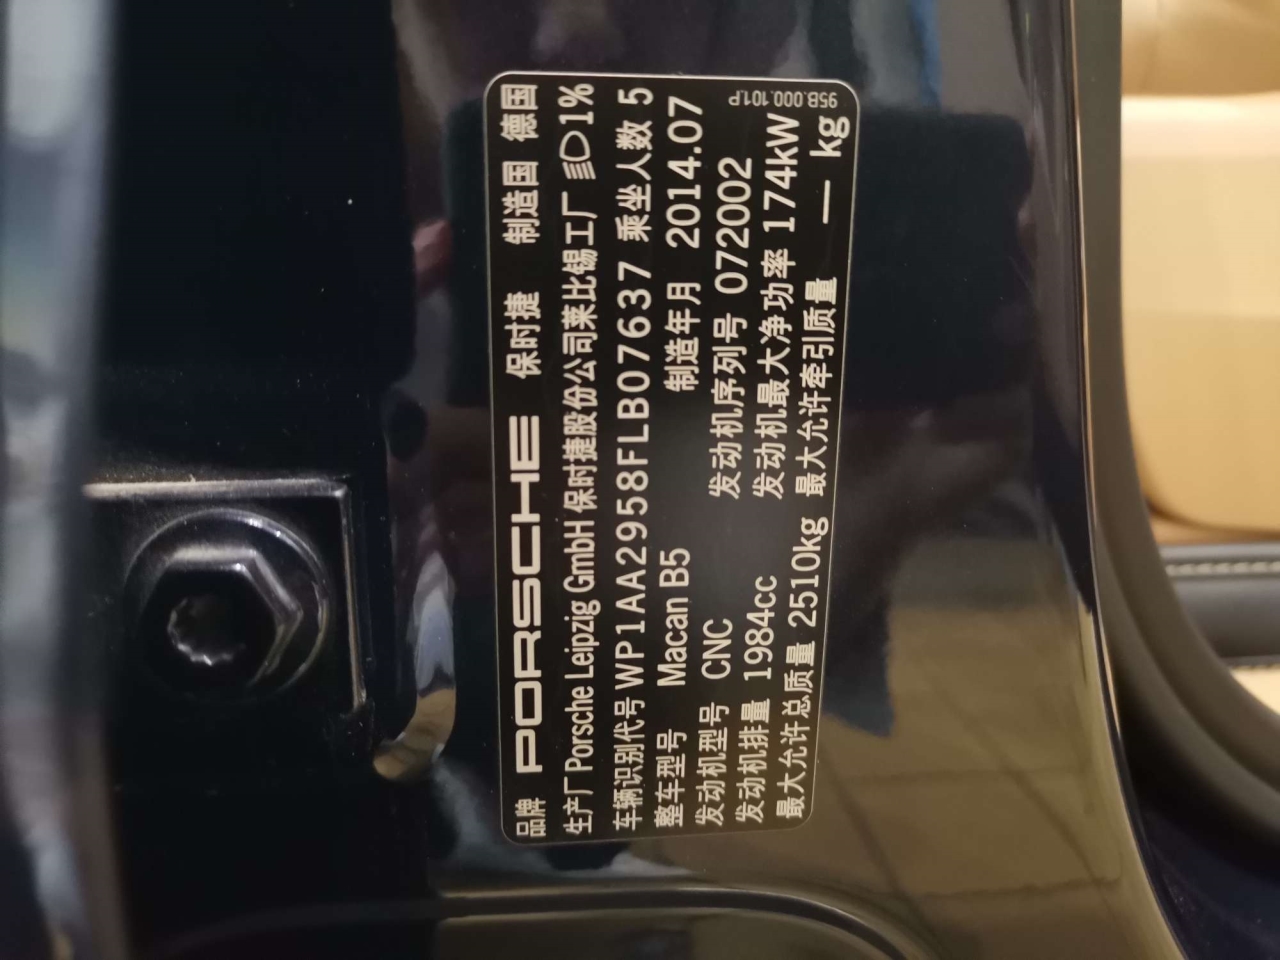 品牌 PORSCHE 保时捷 制造国 德国
生产厂 Porsche Leipzig GmbH 保时捷股份公司莱比锡工厂 1%
车辆识别代号 WP1AA2958FLB07637 乘坐人数 5
整车型号 Macan B5 制造年月 2014.07
发动机型号 CNC 发动机序列号 072002
发动机排量 1984cc 发动机最大净功率 174kW
最大允许总质量 2510kg 最大允许牵引质量 — kg
95B.000.101.P